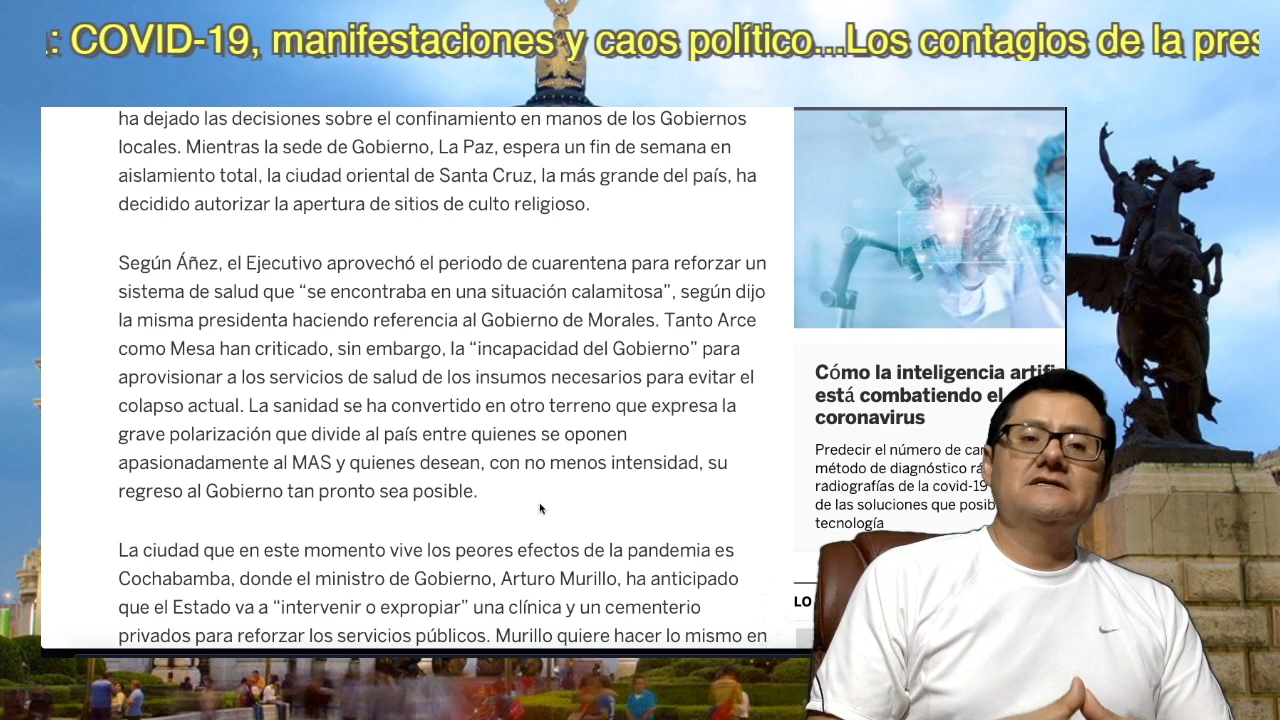 : COVID-19, manifestaciones y caos político...Los contagios de la pres
ha dejado las decisiones sobre el confinamiento en manos de los Gobiernos
locales. Mientras la sede de Gobierno, La Paz, espera un fin de semana en
aislamiento total, la ciudad oriental de Santa Cruz, la más grande del país, ha
decidido autorizar la apertura de sitios de culto religioso.
Según Áñez, el Ejecutivo aprovechó el periodo de cuarentena para reforzar un
sistema de salud que “se encontraba en una situación calamitosa”, según dijo
la misma presidenta haciendo referencia al Gobierno de Morales. Tanto Arce
como Mesa han criticado, sin embargo, la “incapacidad del Gobierno” para
aprovisionar a los servicios de salud de los insumos necesarios para evitar el
colapso actual. La sanidad se ha convertido en otro terreno que expresa la
grave polarización que divide al país entre quienes se oponen
apasionadamente al MAS y quienes desean, con no menos intensidad, su
regreso al Gobierno tan pronto sea posible.
La ciudad que en este momento vive los peores efectos de la pandemia es
Cochabamba, donde el ministro de Gobierno, Arturo Murillo, ha anticipado
que el Estado va a “intervenir o expropiar” una clínica y un cementerio
privados para reforzar los servicios públicos. Murillo quiere hacer lo mismo en
Cómo la inteligencia
está combatiendo el
coronavirus
Predecir el número de
método de diagnóstico
radiografías de la covid-19
de las soluciones que
tecnología
LO